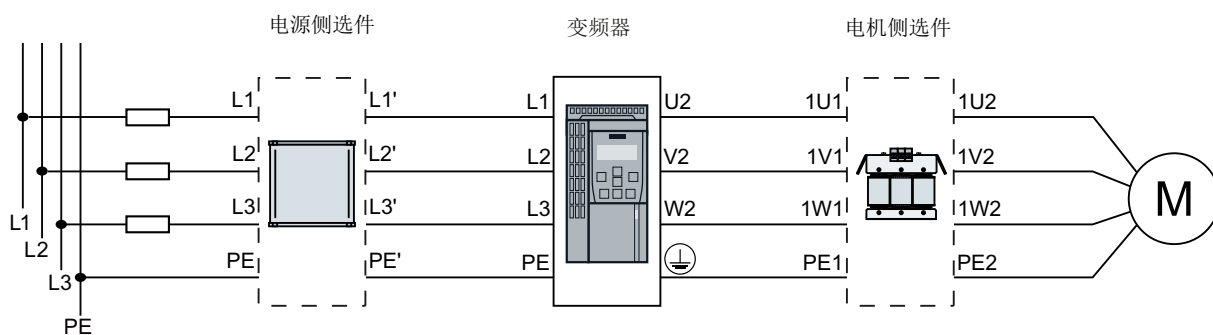 电源侧选件 变频器 电机侧选件
L1 L1' L1 U2 1U1 1U2
L2 L2' L2 V2 1V1 1V2
M
L3 L3' L3 W2 1W1 1W2
L1
L2
PE PE' PE PE1 PE2
L3
PE